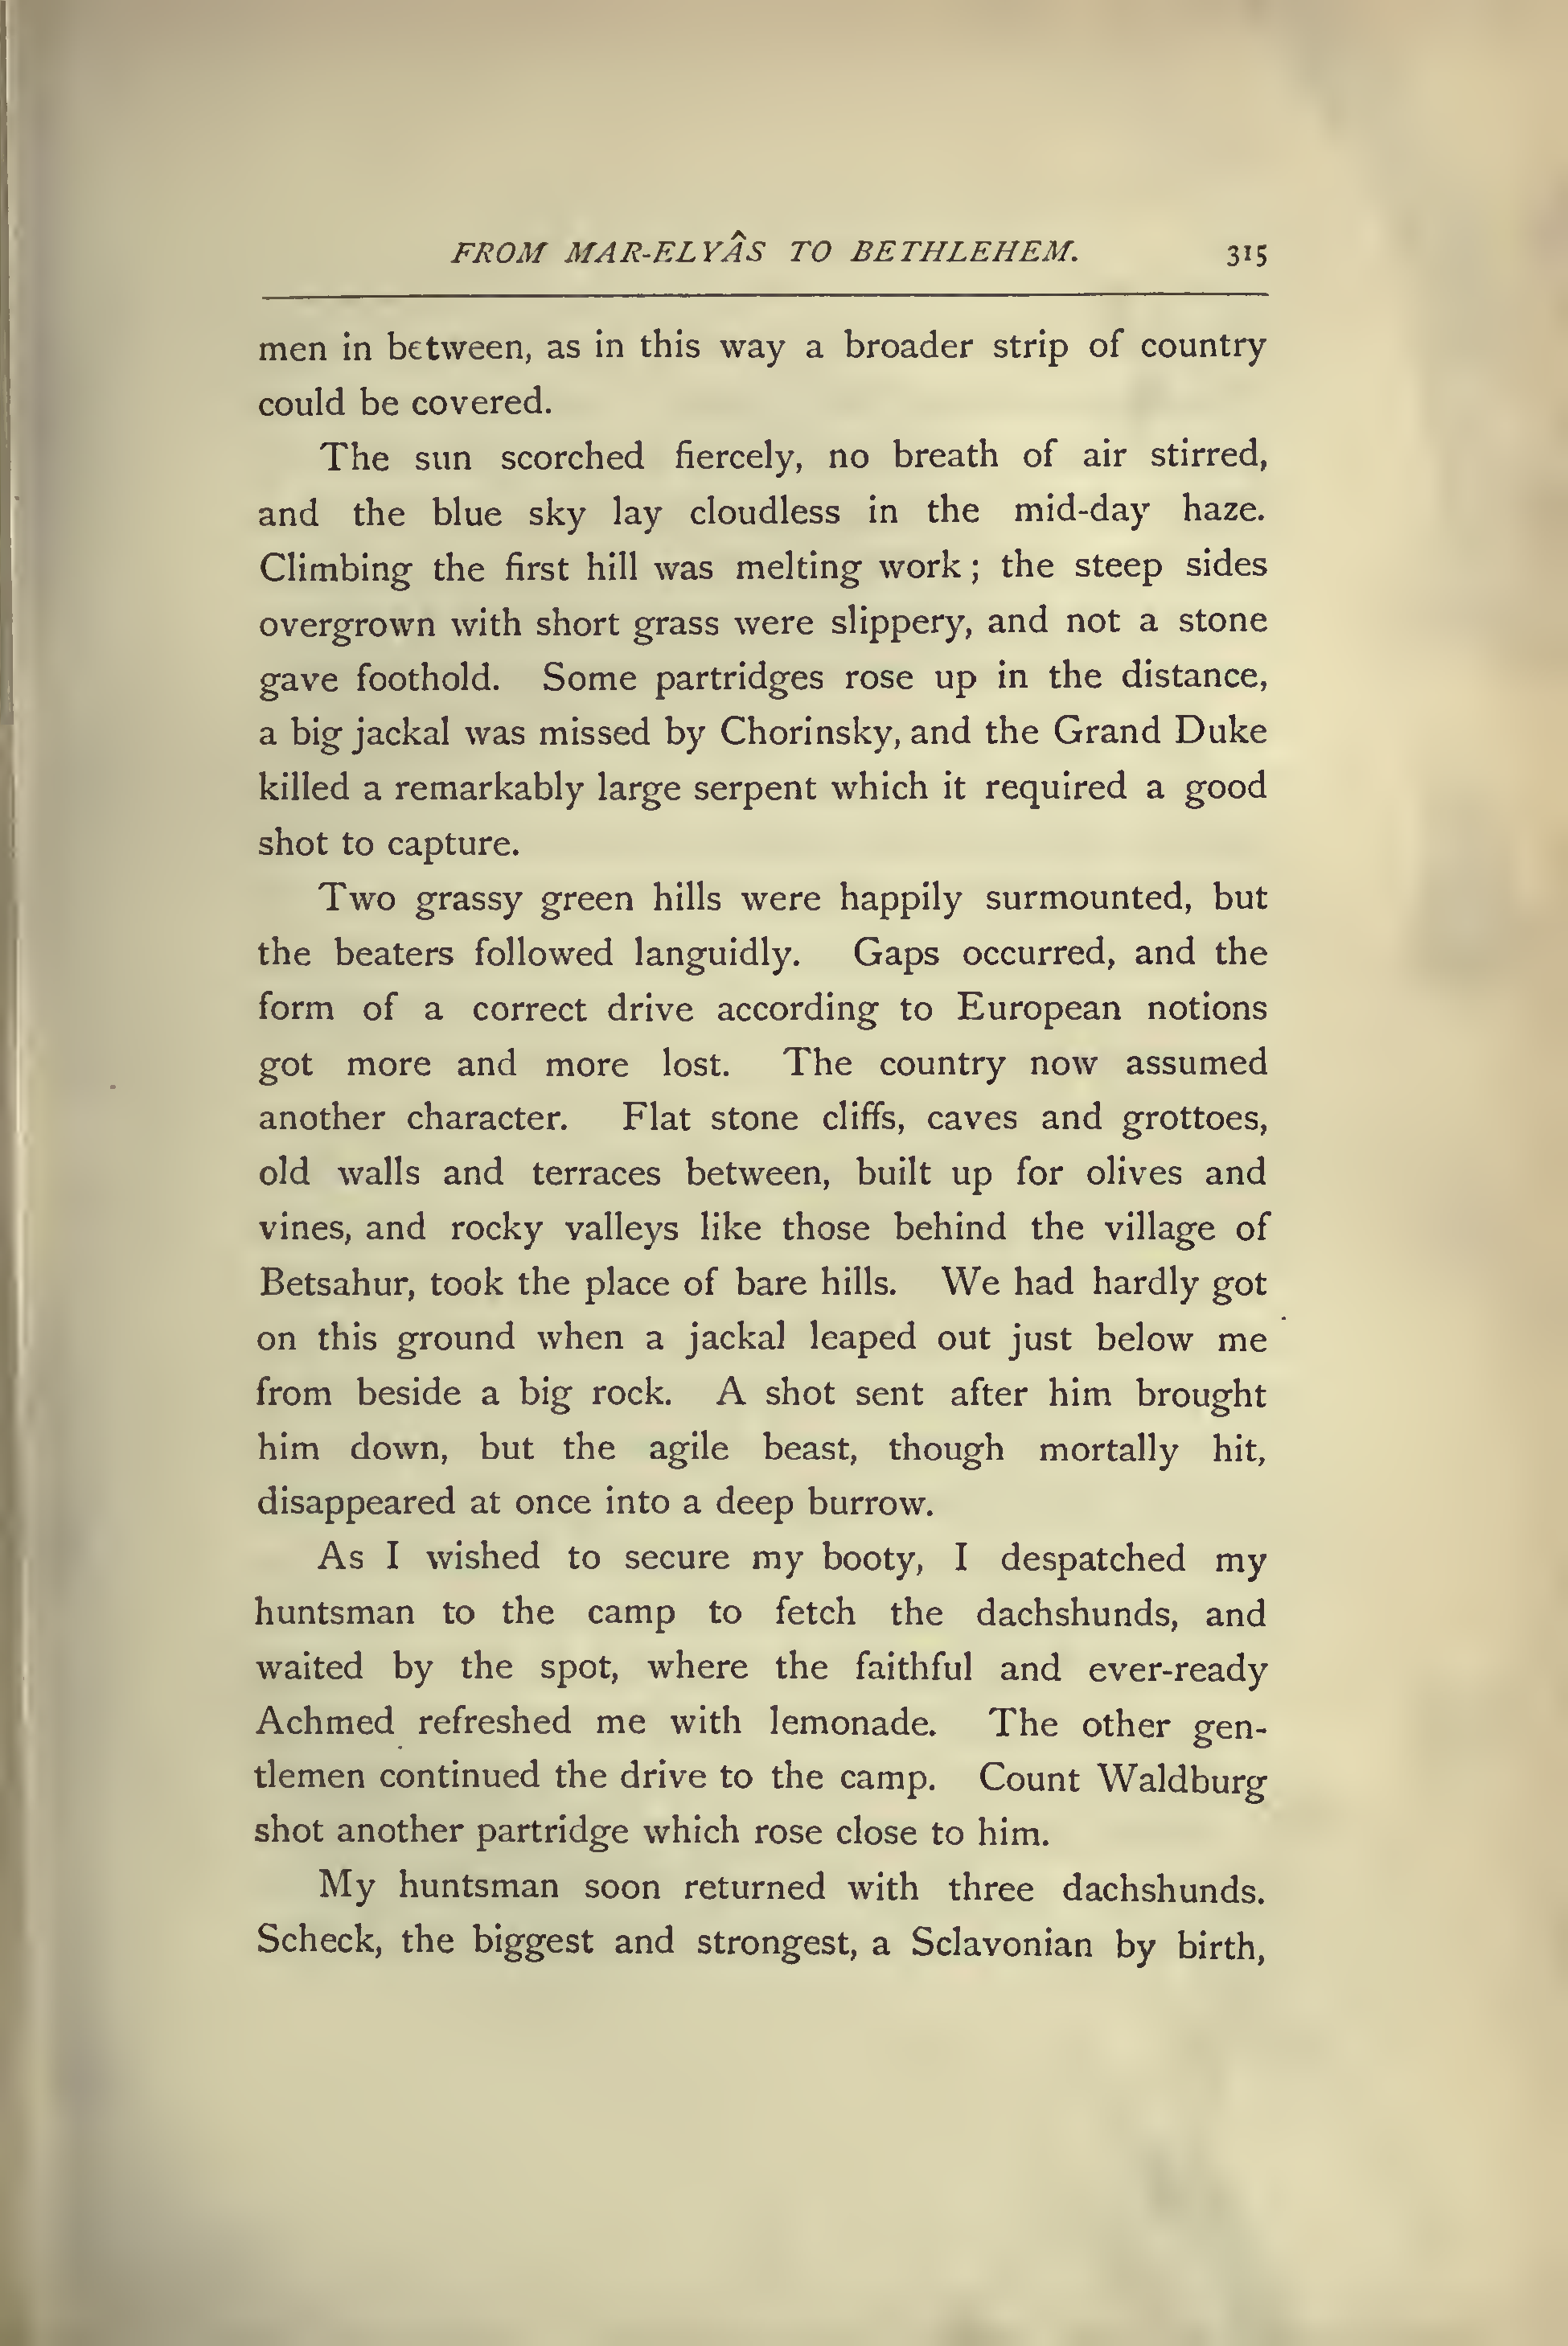 FROM MAR-ELYÂS TO BETHLEHEM. 315
men in between, as in this way a broader strip of country
could be covered.
The sun scorched fiercely, no breath of air stirred,
and the blue sky lay cloudless in the mid-day haze.
Climbing the first hill was melting work; the steep sides
overgrown with short grass were slippery, and not a stone
gave foothold. Some partridges rose up in the distance,
a big jackal was missed by Chorinsky, and the Grand Duke
killed a remarkably large serpent which it required a good
shot to capture.
Two grassy green hills were happily surmounted, but
the beaters followed languidly. Gaps occurred, and the
form of a correct drive according to European notions
got more and more lost. The country now assumed
another character. Flat stone cliffs, caves and grottoes,
old walls and terraces between, built up for olives and
vines, and rocky valleys like those behind the village of
Betsahur, took the place of bare hills. We had hardly got
on this ground when a jackal leaped out just below me
from beside a big rock. A shot sent after him brought
him down, but the agile beast, though mortally hit,
disappeared at once into a deep burrow.
As I wished to secure my booty, I despatched my
huntsman to the camp to fetch the dachshunds, and
waited by the spot, where the faithful and ever-ready
Achmed refreshed me with lemonade. The other gen-
tlemen continued the drive to the camp. Count Waldburg
shot another partridge which rose close to him.
My huntsman soon returned with three dachshunds.
Scheck, the biggest and strongest, a Sclavonian by birth,